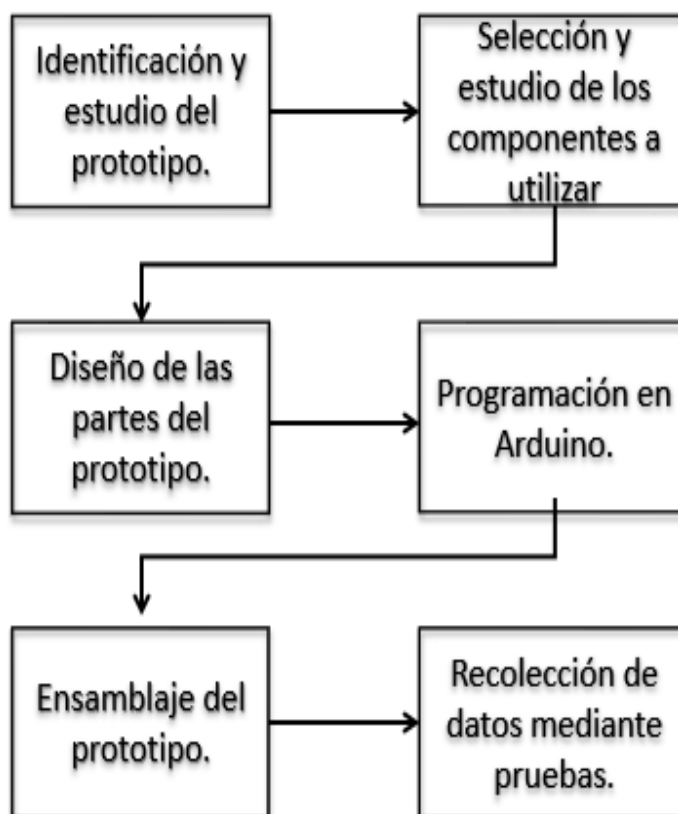 Identificación y
estudio del
prototipo.
Selección y
estudio de los
componentes a
utilizar
Diseño de las
partes del
prototipo.
Programación en
Arduino.
Ensamblaje del
prototipo.
Recolección de
datos mediante
pruebas.